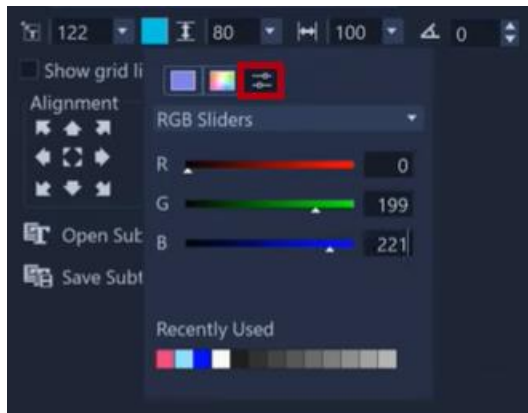 122 80 100 0
Show grid li
Alignment
RGB Sliders
R 0
G 199
Open Sub
B 221
Save Subt
Recently Used